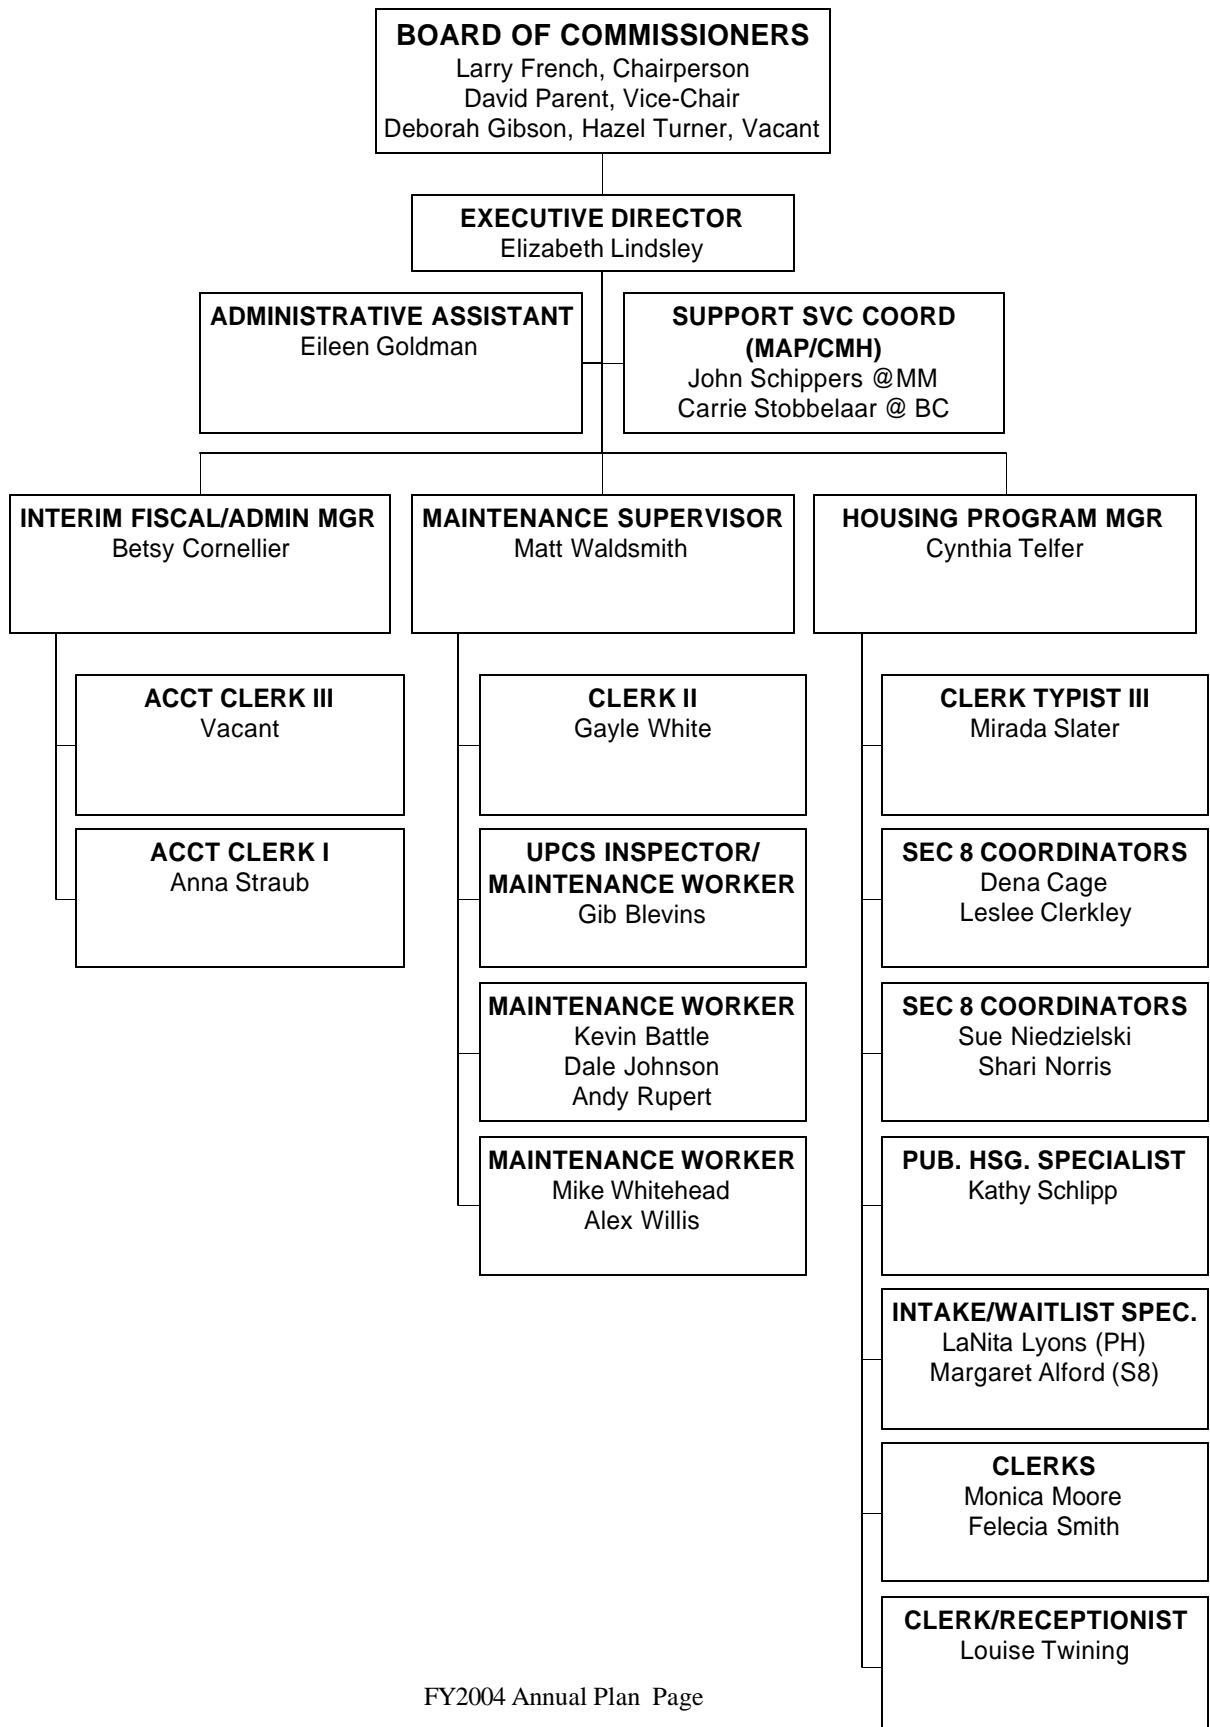 BOARD OF COMMISSIONERS
Larry French, Chairperson
David Parent, Vice-Chair
Deborah Gibson, Hazel Turner, Vacant
EXECUTIVE DIRECTOR
Elizabeth Lindsley
ADMINISTRATIVE ASSISTANT
Eileen Goldman
SUPPORT SVC COORD
(MAP/CMH)
John Schippers @MM
Carrie Stobbelaar @ BC
INTERIM FISCAL/ADMIN MGR
Betsy Cornellier
ACCT CLERK III
Vacant
ACCT CLERK I
Anna Straub
MAINTENANCE SUPERVISOR
Matt Waldsmith
CLERK II
Gayle White
UPCS INSPECTOR/
MAINTENANCE WORKER
Gib Blevins
MAINTENANCE WORKER
Kevin Battle
Dale Johnson
Andy Rupert
MAINTENANCE WORKER
Mike Whitehead
Alex Willis
HOUSING PROGRAM MGR
Cynthia Telfer
CLERK TYPIST III
Mirada Slater
SEC 8 COORDINATORS
Dena Cage
Leslee Clerkley
SEC 8 COORDINATORS
Sue Niedzielski
Shari Norris
PUB. HSG. SPECIALIST
Kathy Schlipp
INTAKE/WAITLIST SPEC.
LaNita Lyons (PH)
Margaret Alford (S8)
CLERKS
Monica Moore
Felecia Smith
CLERK/RECEPTIONIST
Louise Twining
FY2004 Annual Plan Page